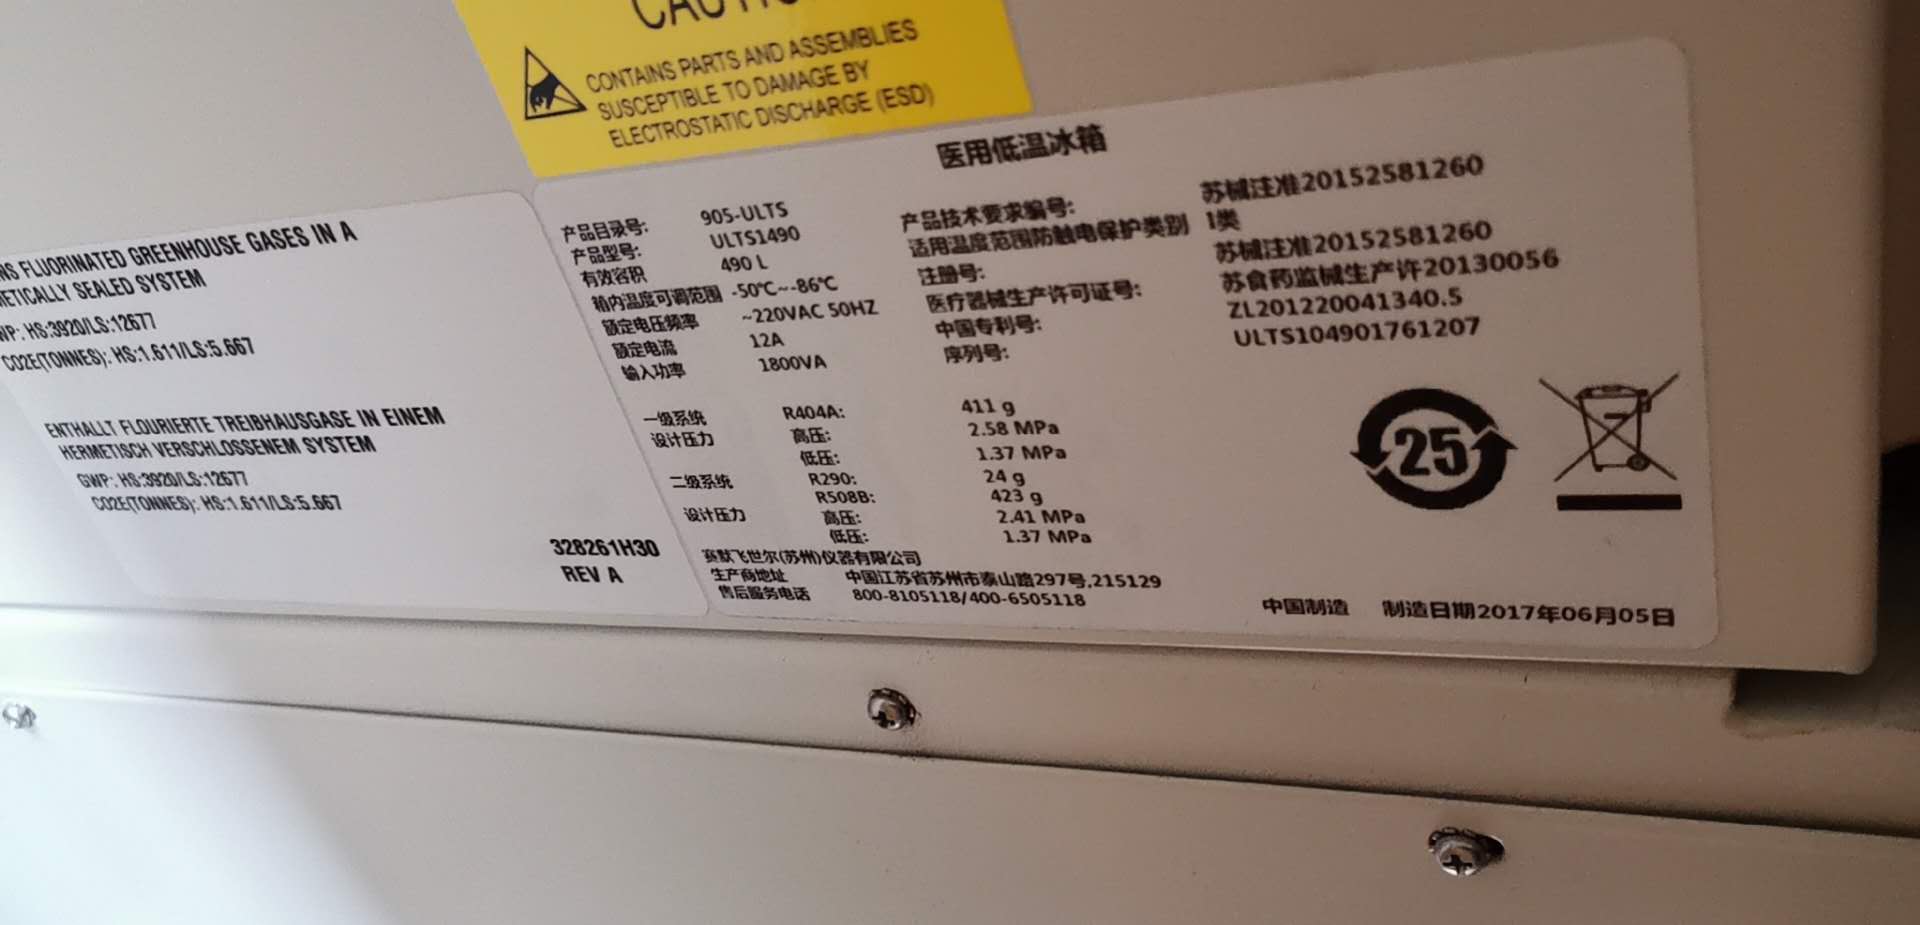 CONTAINS PARTS AND ASSEMBLIES
SUSCEPTIBLE TO DAMAGE BY
ELECTROSTATIC DISCHARGE (ESD)
FLUORINATED GREENHOUSE GASES IN A
SEALED SYSTEM
HS:3920/LS:12677
CO2E(TONNES): HS:1.611/LS:5.667
ENTHALLT FLOURIERTE TREIBHAUSGASE IN EINEM
HERMETISCH VERSCHLOSSENEM SYSTEM
GWP: HS:3920/LS:12677
CO2E(TONNES): HS:1.611/LS:5.667
328261H30
REV A
医用低温冰箱
产品目录号: 905-ULTS
产品型号: ULTS1490
有效容积 490 L
箱内温度可调范围 -50℃~-86℃
额定电压频率 ~220VAC 50HZ
额定电流 12A
输入功率 1800VA
产品技术要求编号: 苏械注准20152581260
适用温度范围防触电保护类别 I类
注册号: 苏械注准20152581260
医疗器械生产许可证号: 苏食药监械生产许20130056
中国专利号: ZL201220041340.5
序列号: ULTS104901761207
一级系统 R404A: 411 g
设计压力 高压: 2.58 MPa
低压: 1.37 MPa
二级系统 R290: 24 g
R508B: 423 g
设计压力 高压: 2.41 MPa
低压: 1.37 MPa
25
赛默飞世尔(苏州)仪器有限公司
生产商地址 中国江苏省苏州市泰山路297号,215129
售后服务电话 800-8105118/400-6505118
中国制造 制造日期2017年06月05日